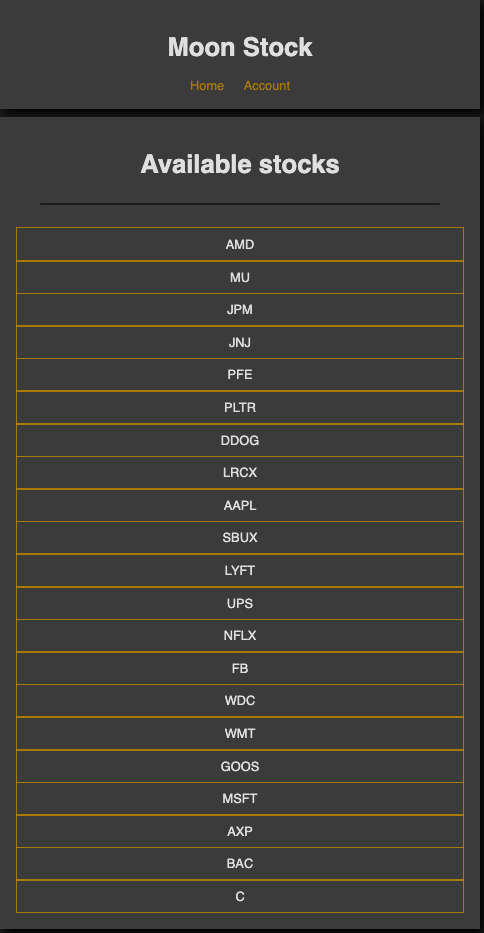 Moon Stock
Home Account
Available stocks
AMD
MU
JPM
JNJ
PFE
PLTR
DDOG
LRCX
AAPL
SBUX
LYFT
UPS
NFLX
FB
WDC
WMT
GOOS
MSFT
AXP
BAC
C